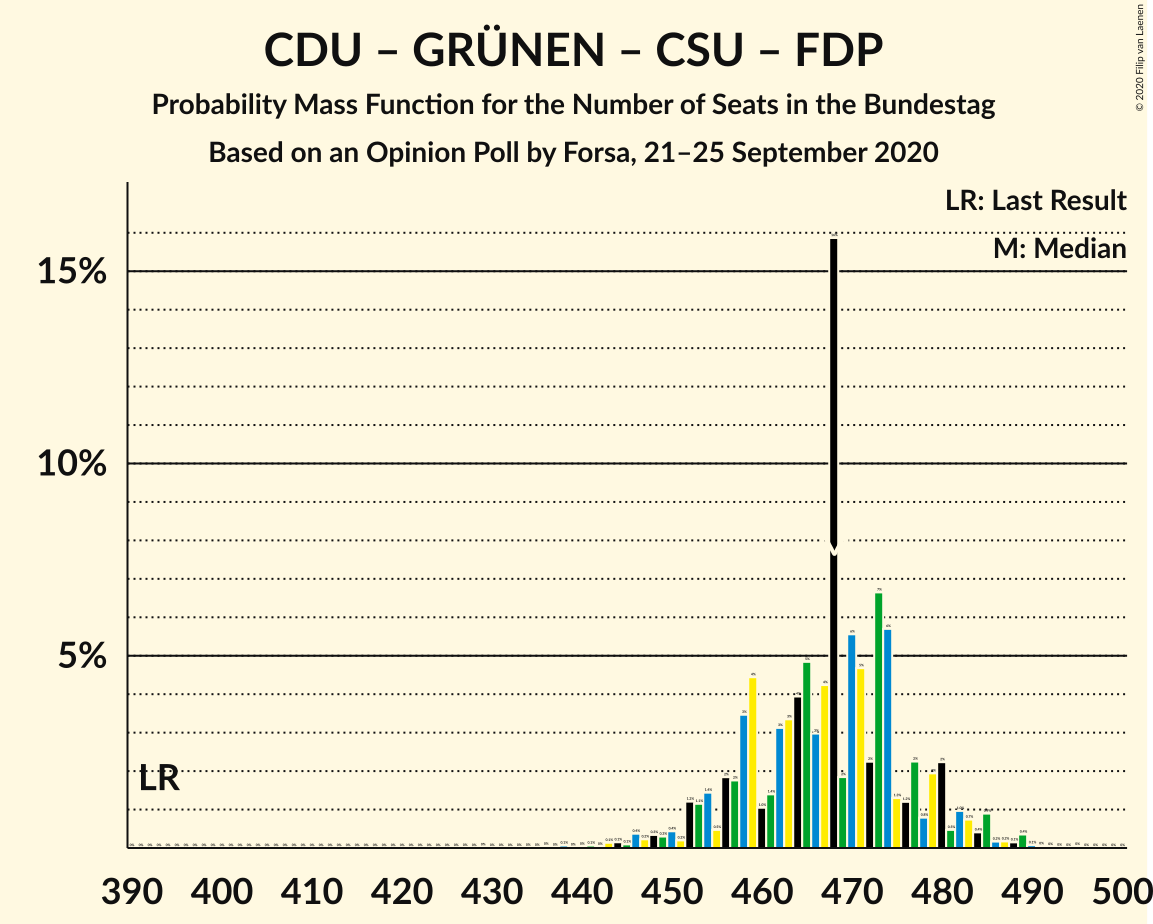 CDU – GRÜNEN – CSU – FDP
Probability Mass Function for the Number of Seats in the Bundestag
Based on an Opinion Poll by Forsa, 21–25 September 2020
© 2020 Filip van Laenen
LR: Last Result
M: Median
15%
10%
5%
LR
390 400 410 420 430 440 450 460 470 480 490 500